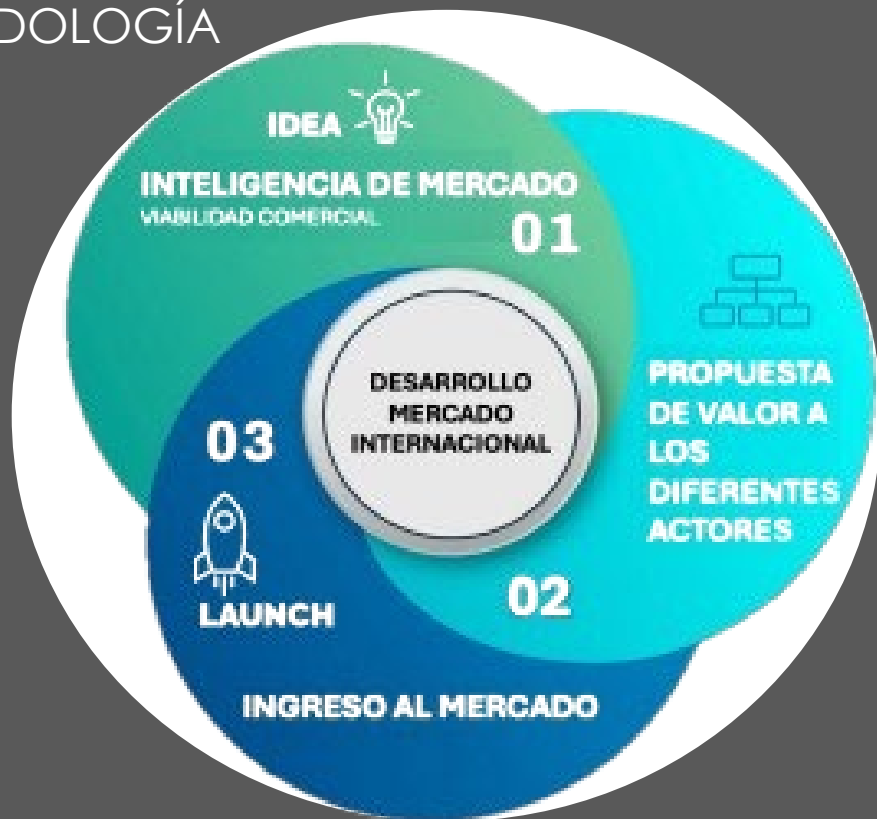 DOLOGÍA
IDEA
INTELIGENCIA DE MERCADO
VIABILIDAD COMERCIAL
01
DESARROLLO
MERCADO
INTERNACIONAL
PROPUESTA
DE VALOR A
LOS
DIFERENTES
ACTORES
02
03
LAUNCH
INGRESO AL MERCADO